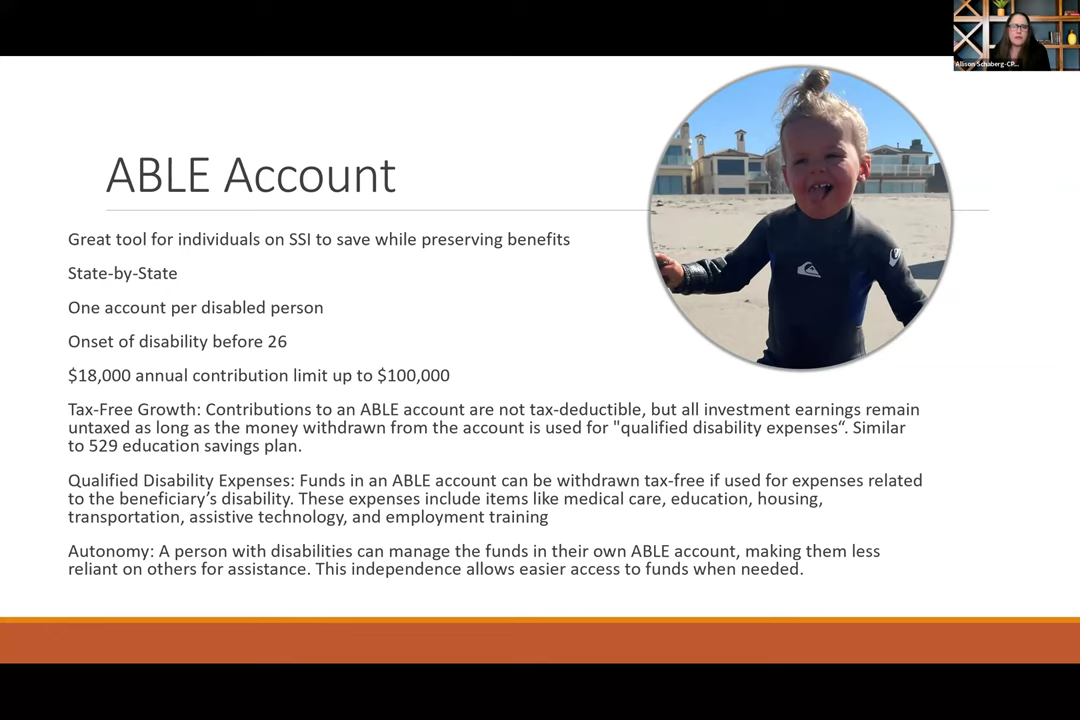 Allison Schaberg-CP...
ABLE Account
Great tool for individuals on SSI to save while preserving benefits
State-by-State
One account per disabled person
Onset of disability before 26
$18,000 annual contribution limit up to $100,000
Tax-Free Growth: Contributions to an ABLE account are not tax-deductible, but all investment earnings remain
untaxed as long as the money withdrawn from the account is used for "qualified disability expenses“. Similar
to 529 education savings plan.
Qualified Disability Expenses: Funds in an ABLE account can be withdrawn tax-free if used for expenses related
to the beneficiary’s disability. These expenses include items like medical care, education, housing,
transportation, assistive technology, and employment training
Autonomy: A person with disabilities can manage the funds in their own ABLE account, making them less
reliant on others for assistance. This independence allows easier access to funds when needed.